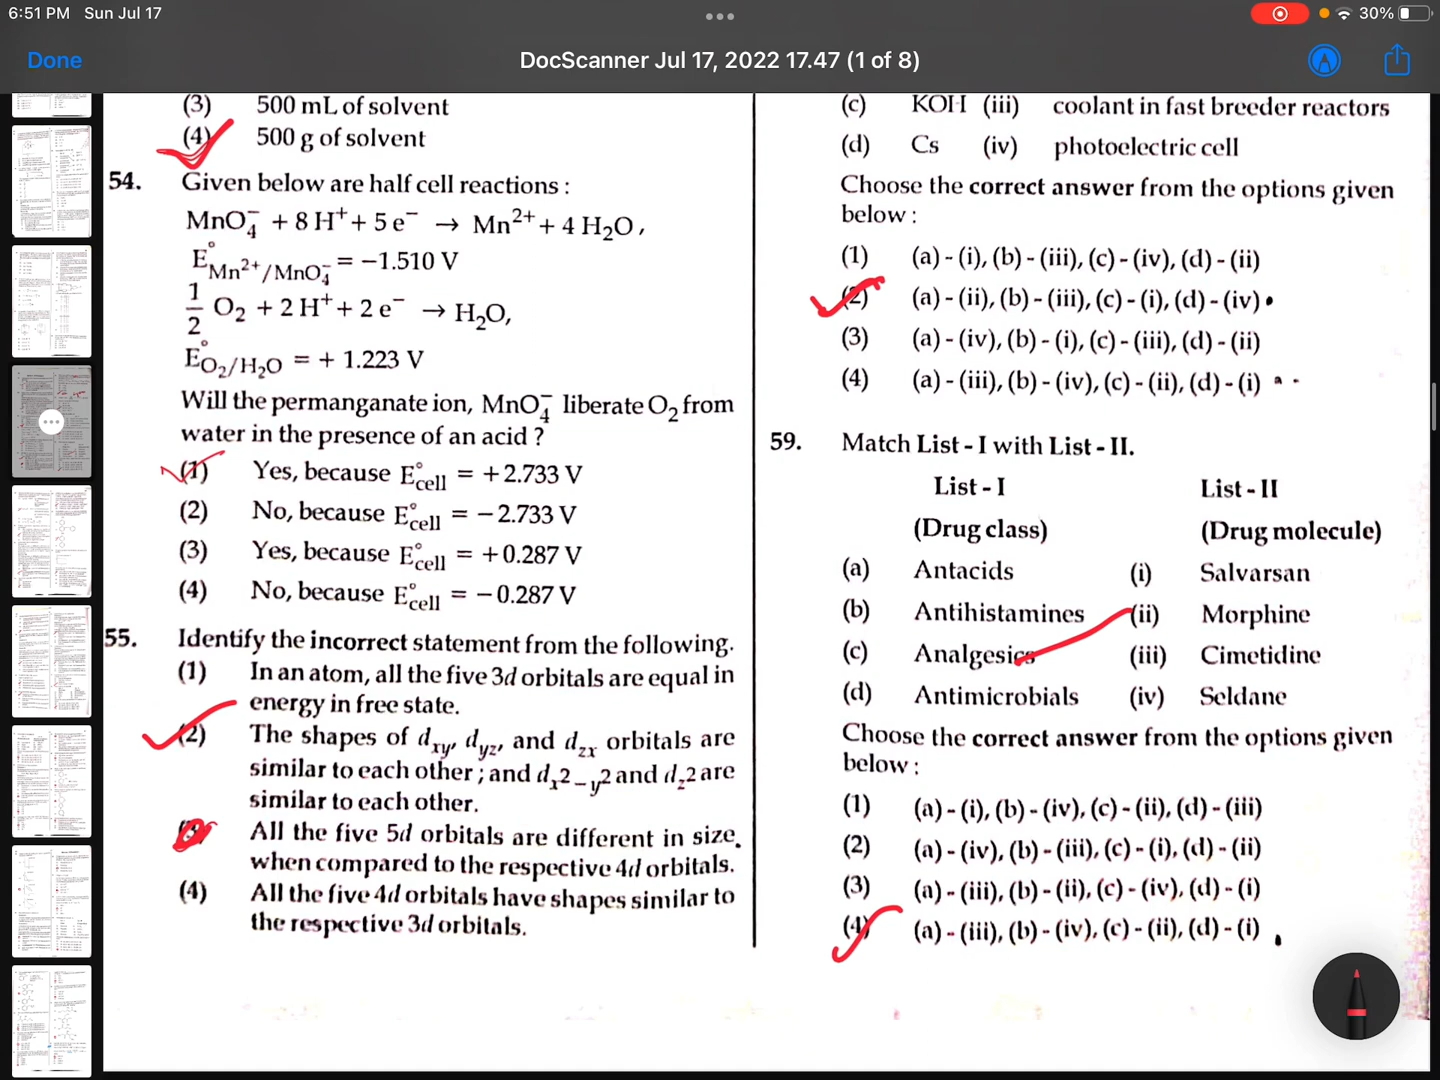 6:51 PM Sun Jul 17
30%
Done
DocScanner Jul 17, 2022 17.47 (1 of 8)
(3) 500 mL of solvent
(4) 500 g of solvent
54. Given below are half cell reactions :
MnO₄⁻ + 8 H⁺ + 5 e⁻ → Mn²⁺ + 4 H₂O ,
E°Mn²⁺/MnO₄⁻ = −1.510 V
1/2 O₂ + 2 H⁺ + 2 e⁻ → H₂O,
E°O₂/H₂O = + 1.223 V
Will the permanganate ion, MnO₄⁻ liberate O₂ from
water in the presence of an acid ?
(1) Yes, because E°cell = +2.733 V
(2) No, because E°cell = −2.733 V
(3) Yes, because E°cell = +0.287 V
(4) No, because E°cell = −0.287 V
55. Identify the incorrect statement from the following.
(1) In an atom, all the five 3d orbitals are equal in
energy in free state.
(2) The shapes of dxy, dyz, and dzx orbitals are
similar to each other ; and dx²−y² and dz² are
similar to each other.
(3) All the five 5d orbitals are different in size
when compared to the respective 4d orbitals.
(4) All the five 4d orbitals have shapes similar to
the respective 3d orbitals.
(c) KOH (iii) coolant in fast breeder reactors
(d) Cs (iv) photoelectric cell
Choose the correct answer from the options given
below :
(1) (a) - (i), (b) - (iii), (c) - (iv), (d) - (ii)
(2) (a) - (ii), (b) - (iii), (c) - (i), (d) - (iv)
(3) (a) - (iv), (b) - (i), (c) - (iii), (d) - (ii)
(4) (a) - (iii), (b) - (iv), (c) - (ii), (d) - (i)
59. Match List - I with List - II.
List - I List - II
(Drug class) (Drug molecule)
(a) Antacids (i) Salvarsan
(b) Antihistamines (ii) Morphine
(c) Analgesics (iii) Cimetidine
(d) Antimicrobials (iv) Seldane
Choose the correct answer from the options given
below :
(1) (a) - (i), (b) - (iv), (c) - (ii), (d) - (iii)
(2) (a) - (iv), (b) - (iii), (c) - (i), (d) - (ii)
(3) (a) - (iii), (b) - (ii), (c) - (iv), (d) - (i)
(4) (a) - (iii), (b) - (iv), (c) - (ii), (d) - (i)